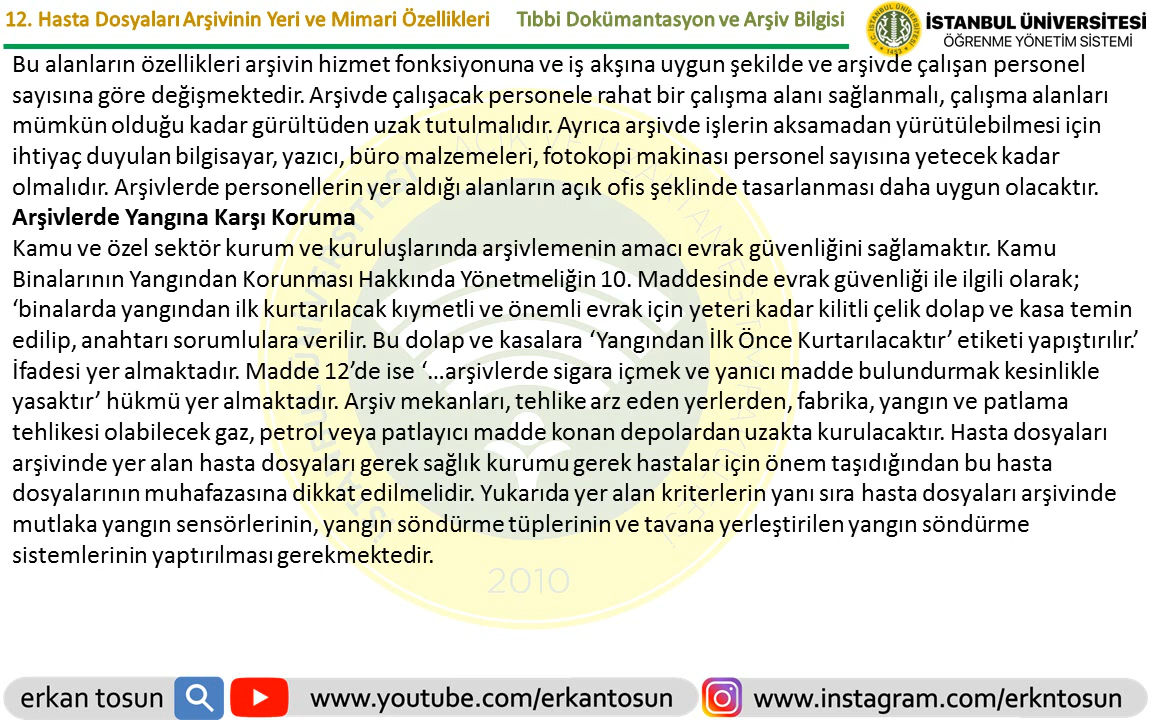 12. Hasta Dosyaları Arşivinin Yeri ve Mimari Özellikleri Tıbbi Dokümantasyon ve Arşiv Bilgisi
İSTANBUL ÜNİVERSİTESİ
ÖĞRENME YÖNETİM SİSTEMİ
Bu alanların özellikleri arşivin hizmet fonksiyonuna ve iş akşına uygun şekilde ve arşivde çalışan personel
sayısına göre değişmektedir. Arşivde çalışacak personele rahat bir çalışma alanı sağlanmalı, çalışma alanları
mümkün olduğu kadar gürültüden uzak tutulmalıdır. Ayrıca arşivde işlerin aksamadan yürütülebilmesi için
ihtiyaç duyulan bilgisayar, yazıcı, büro malzemeleri, fotokopi makinası personel sayısına yetecek kadar
olmalıdır. Arşivlerde personellerin yer aldığı alanların açık ofis şeklinde tasarlanması daha uygun olacaktır.
Arşivlerde Yangına Karşı Koruma
Kamu ve özel sektör kurum ve kuruluşlarında arşivlemenin amacı evrak güvenliğini sağlamaktır. Kamu
Binalarının Yangından Korunması Hakkında Yönetmeliğin 10. Maddesinde evrak güvenliği ile ilgili olarak;
‘binalarda yangından ilk kurtarılacak kıymetli ve önemli evrak için yeteri kadar kilitli çelik dolap ve kasa temin
edilip, anahtarı sorumlulara verilir. Bu dolap ve kasalara ‘Yangından İlk Önce Kurtarılacaktır’ etiketi yapıştırılır.’
İfadesi yer almaktadır. Madde 12’de ise ‘…arşivlerde sigara içmek ve yanıcı madde bulundurmak kesinlikle
yasaktır’ hükmü yer almaktadır. Arşiv mekanları, tehlike arz eden yerlerden, fabrika, yangın ve patlama
tehlikesi olabilecek gaz, petrol veya patlayıcı madde konan depolardan uzakta kurulacaktır. Hasta dosyaları
arşivinde yer alan hasta dosyaları gerek sağlık kurumu gerek hastalar için önem taşıdığından bu hasta
dosyalarının muhafazasına dikkat edilmelidir. Yukarıda yer alan kriterlerin yanı sıra hasta dosyaları arşivinde
mutlaka yangın sensörlerinin, yangın söndürme tüplerinin ve tavana yerleştirilen yangın söndürme
sistemlerinin yaptırılması gerekmektedir.
2010
erkan tosun www.youtube.com/erkantosun www.instagram.com/erkntosun